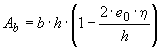 A_b = b · h · (1 − (2 · e_0 · η) / h)